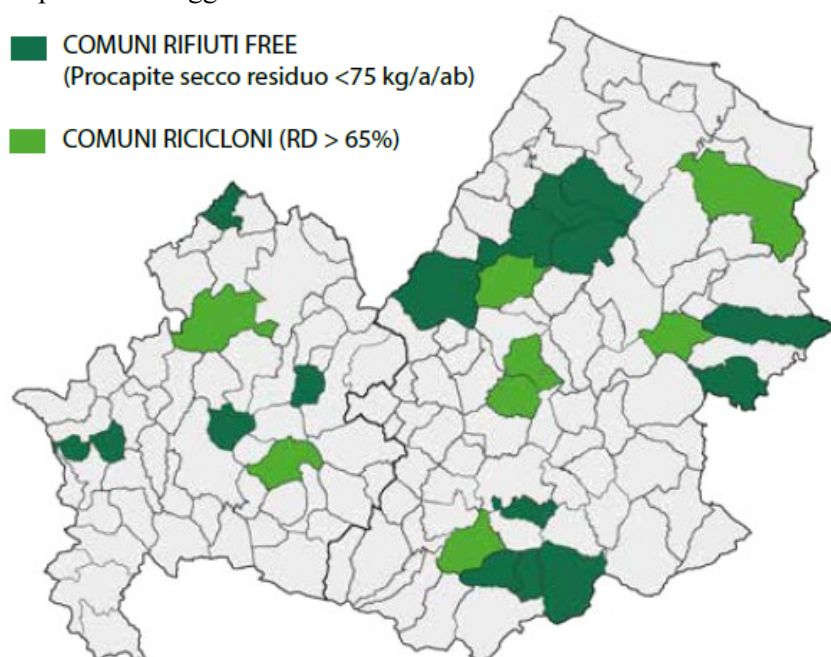 COMUNI RIFIUTI FREE
(Procapite secco residuo <75 kg/a/ab)
COMUNI RICICLONI (RD > 65%)